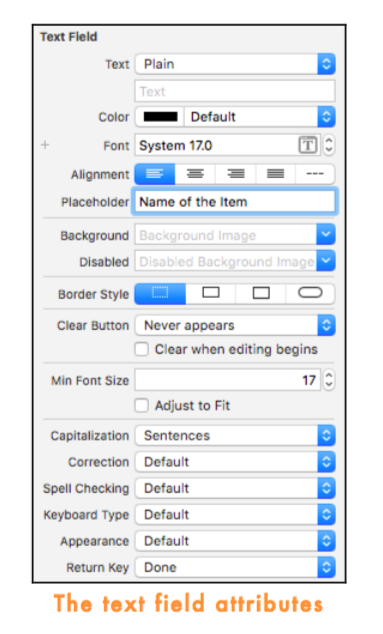 Text Field
Text Plain
Text
Color Default
+ Font System 17.0 T
Alignment ---
Placeholder Name of the Item
Background Background Image
Disabled Disabled Background Image
Border Style
Clear Button Never appears
Clear when editing begins
Min Font Size 17
Adjust to Fit
Capitalization Sentences
Correction Default
Spell Checking Default
Keyboard Type Default
Appearance Default
Return Key Done
The text field attributes